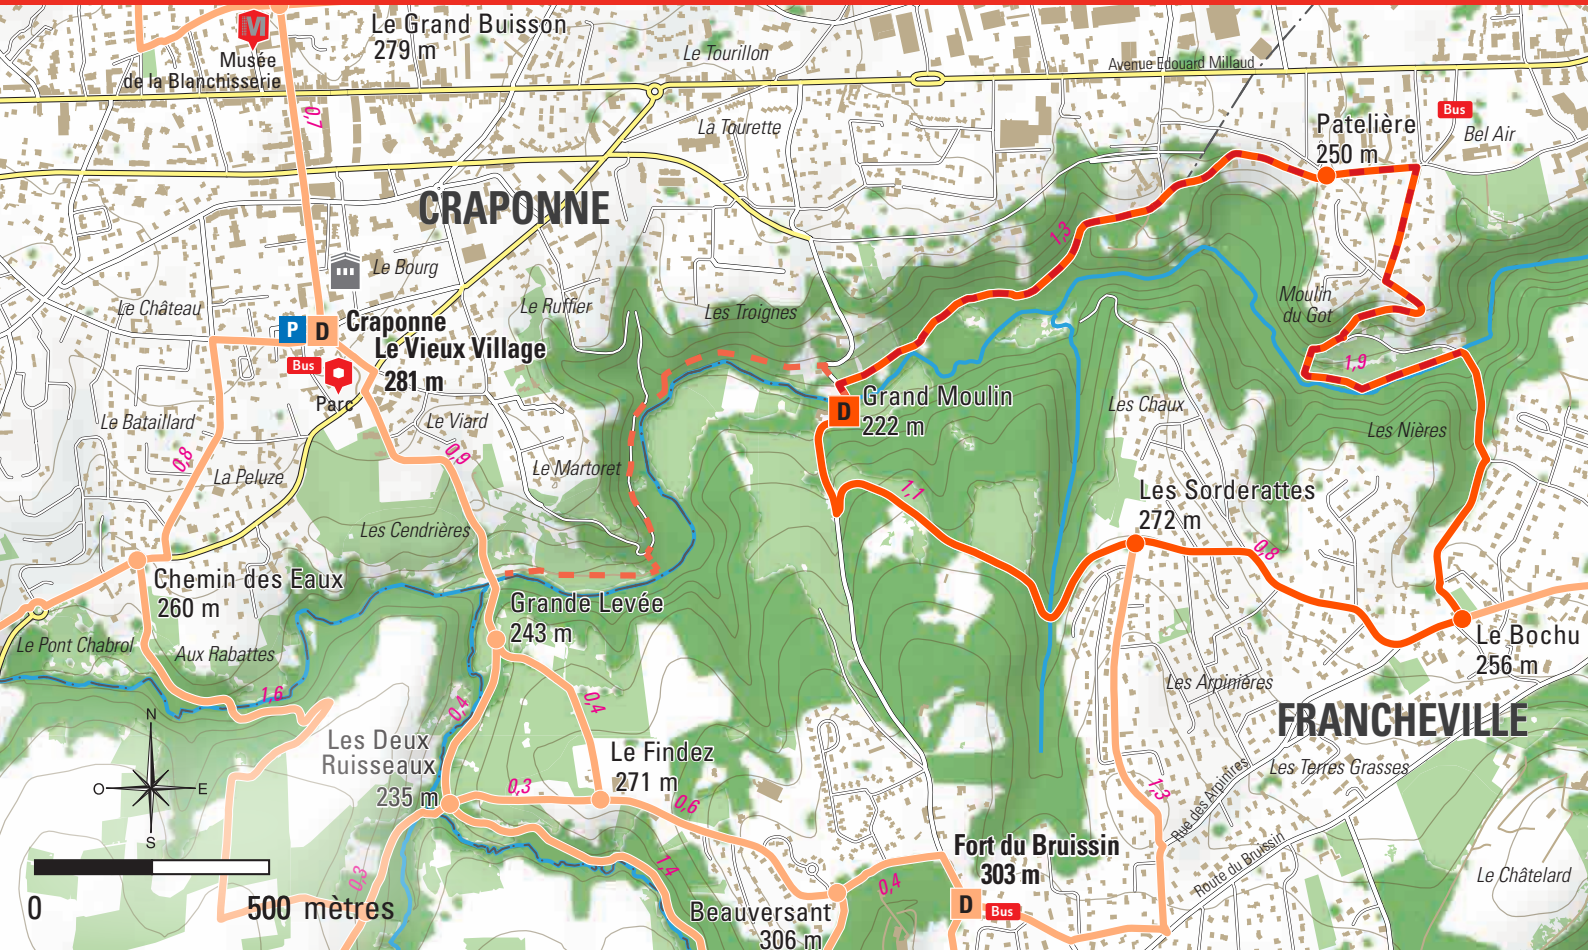 Le Grand Buisson
279 m
M
Musée
de la Blanchisserie
0,7
Le Tourillon
Avenue Edouard Millaud
La Tourette
Patelière
250 m
Bus
Bel Air
CRAPONNE
Le Bourg
1,3
Le Château
Le Ruffier
Les Troignes
Moulin
du Got
P
D
Craponne
Le Vieux Village
281 m
Bus
Parc
1,9
D
Grand Moulin
222 m
Les Chaux
Les Nières
Le Bataillard
Le Viard
0,8
0,9
La Peluze
Le Martoret
1,1
Les Sorderattes
272 m
Les Cendrières
0,8
Chemin des Eaux
260 m
Grande Levée
243 m
Le Pont Chabrol
Aux Rabattes
Le Bochu
256 m
1,6
0,4
0,4
Les Arpinières
FRANCHEVILLE
N
O
E
S
Les Deux
Ruisseaux
235 m
Le Findez
271 m
0,3
0,6
1,3
Les Terres Grasses
Rue des Arpinires
Route du Bruissin
Fort du Bruissin
303 m
0,3
1,4
0,4
D
Bus
Le Châtelard
0
500 mètres
Beauversant
306 m